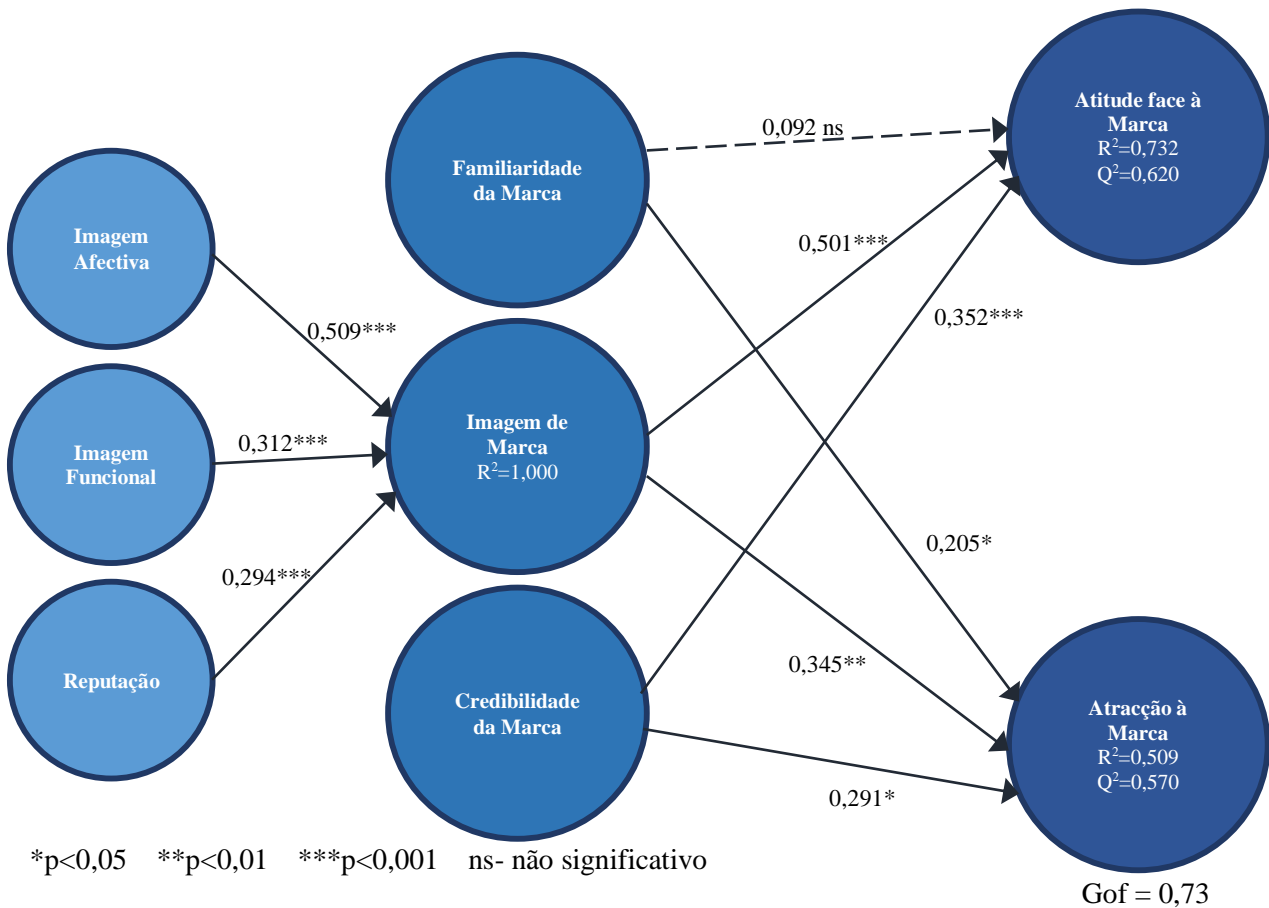 Imagem
Afectiva
Imagem
Funcional
Reputação
0,509***
0,312***
0,294***
Familiaridade
da Marca
Imagem de
Marca
R²=1,000
Credibilidade
da Marca
0,092 ns
0,501***
0,352***
0,205*
0,345**
0,291*
Atitude face à
Marca
R²=0,732
Q²=0,620
Atracção à
Marca
R²=0,509
Q²=0,570
*p<0,05 **p<0,01 ***p<0,001 ns- não significativo
Gof = 0,73